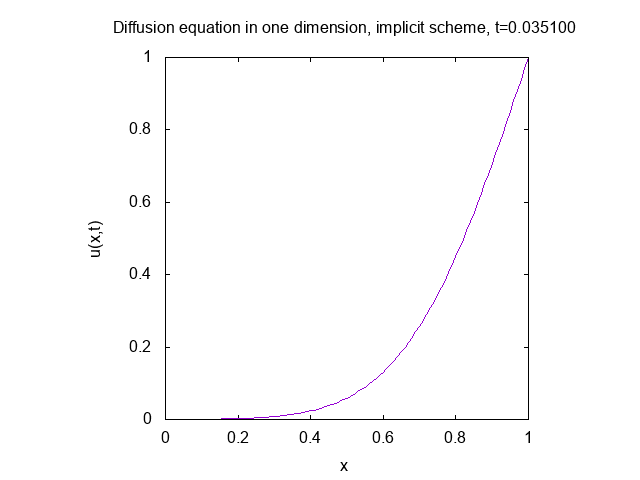 Diffusion equation in one dimension, implicit scheme, t=0.035100
1
0.8
0.6
0.4
0.2
0
u(x,t)
0 0.2 0.4 0.6 0.8 1
x